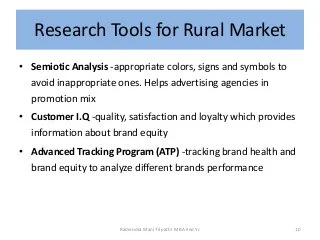 Research Tools for Rural Market
• Semiotic Analysis -appropriate colors, signs and symbols to
avoid inappropriate ones. Helps advertising agencies in
promotion mix
• Customer I.Q -quality, satisfaction and loyalty which provides
information about brand equity
• Advanced Tracking Program (ATP) -tracking brand health and
brand equity to analyze different brands performance
Mani MBA
10